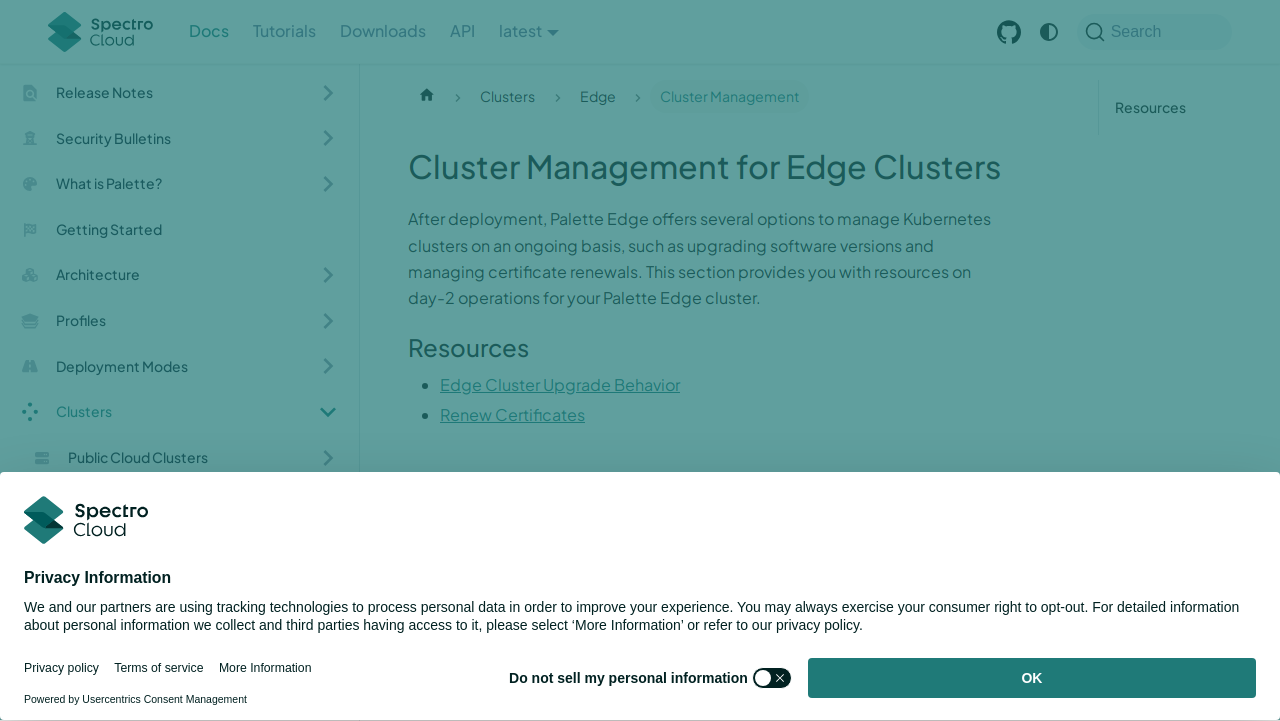 Spectro Cloud
Docs
Tutorials
Downloads
API
latest
Search
Release Notes
Security Bulletins
What is Palette?
Getting Started
Architecture
Profiles
Deployment Modes
Clusters
Public Cloud Clusters
Clusters
Edge
Cluster Management
Cluster Management for Edge Clusters
After deployment, Palette Edge offers several options to manage Kubernetes
clusters on an ongoing basis, such as upgrading software versions and
managing certificate renewals. This section provides you with resources on
day-2 operations for your Palette Edge cluster.
Resources
Edge Cluster Upgrade Behavior
Renew Certificates
Resources
Spectro
Cloud
Privacy Information
We and our partners are using tracking technologies to process personal data in order to improve your experience. You may always exercise your consumer right to opt-out. For detailed information
about personal information we collect and third parties having access to it, please select ‘More Information’ or refer to our privacy policy.
Privacy policy
Terms of service
More Information
Powered by Usercentrics Consent Management
Do not sell my personal information
OK